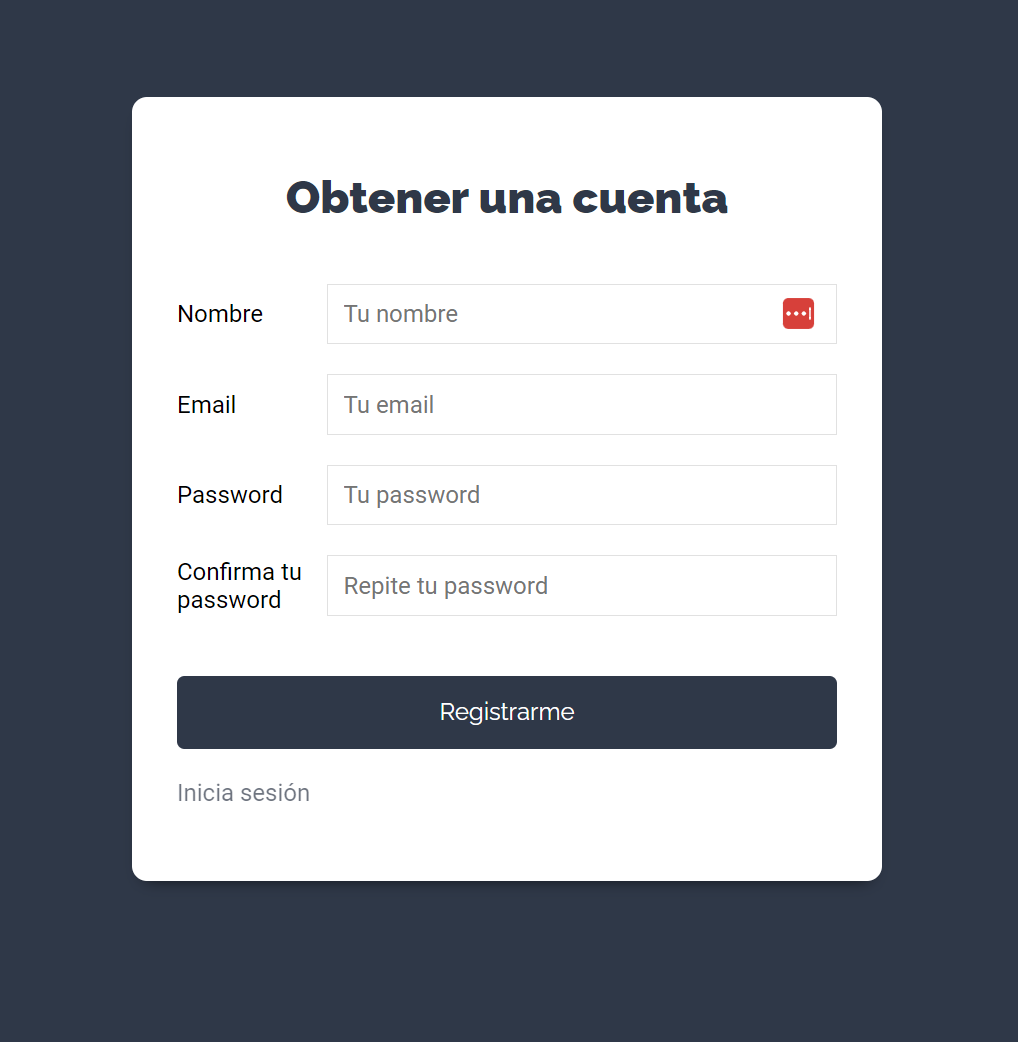 Obtener una cuenta
Nombre
Tu nombre
Email
Tu email
Password
Tu password
Confirma tu
password
Repite tu password
Registrarme
Inicia sesión